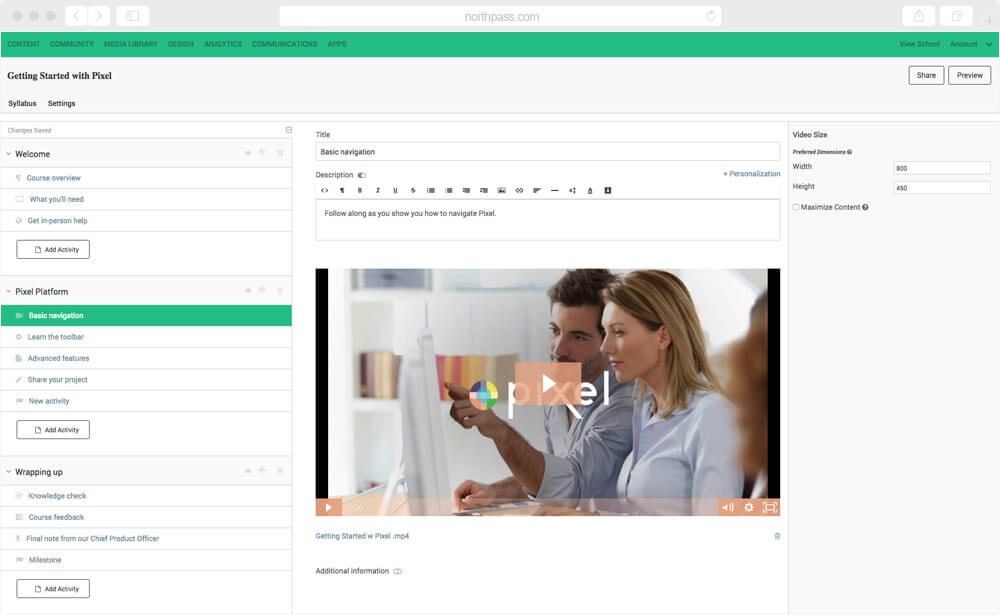 northpass.com
CONTENT COMMUNITY MEDIA LIBRARY DESIGN ANALYTICS COMMUNICATIONS APPS View School Account
Getting Started with Pixel
Share Preview
Syllabus Settings
Changes Saved
Welcome
Course overview
What you'll need
Get in-person help
Add Activity
Pixel Platform
Basic navigation
Learn the toolbar
Advanced features
Share your project
New activity
Add Activity
Wrapping up
Knowledge check
Course feedback
Final note from our Chief Product Officer
Milestone
Add Activity
Title
Basic navigation
Description
+ Personalization
Follow along as you show you how to navigate Pixel.
pixel
0:06
Getting Started w Pixel .mp4
Additional information
Video Size
Preferred Dimensions
Width 800
Height 450
Maximize Content